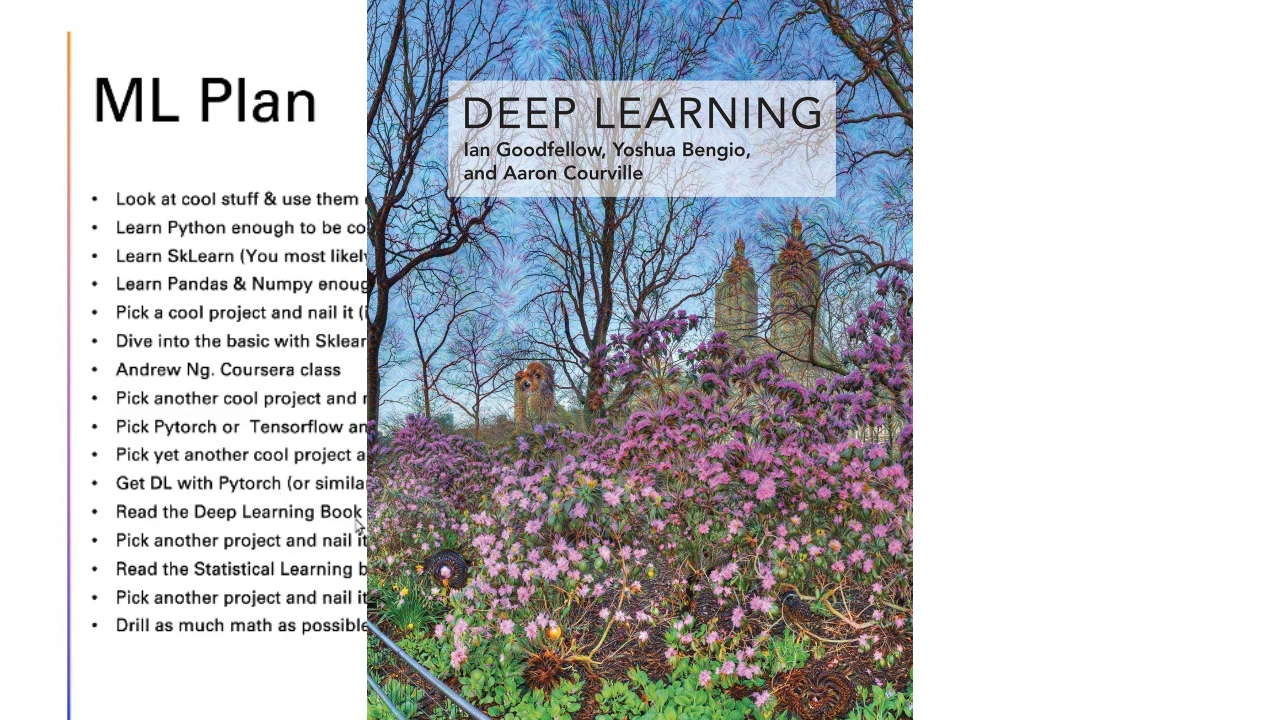 ML Plan
Look at cool stuff & use them
Learn Python enough to be co
Learn SkLearn (You most likely
Learn Pandas & Numpy enoug
Pick a cool project and nail it (
Dive into the basic with Sklear
Andrew Ng. Coursera class
Pick another cool project and
Pick Pytorch or Tensorflow an
Pick yet another cool project a
Get DL with Pytorch (or simila
Read the Deep Learning Book
Pick another project and nail it
Read the Statistical Learning b
Pick another project and nail it
Drill as much math as possible
DEEP LEARNING
Ian Goodfellow, Yoshua Bengio,
and Aaron Courville